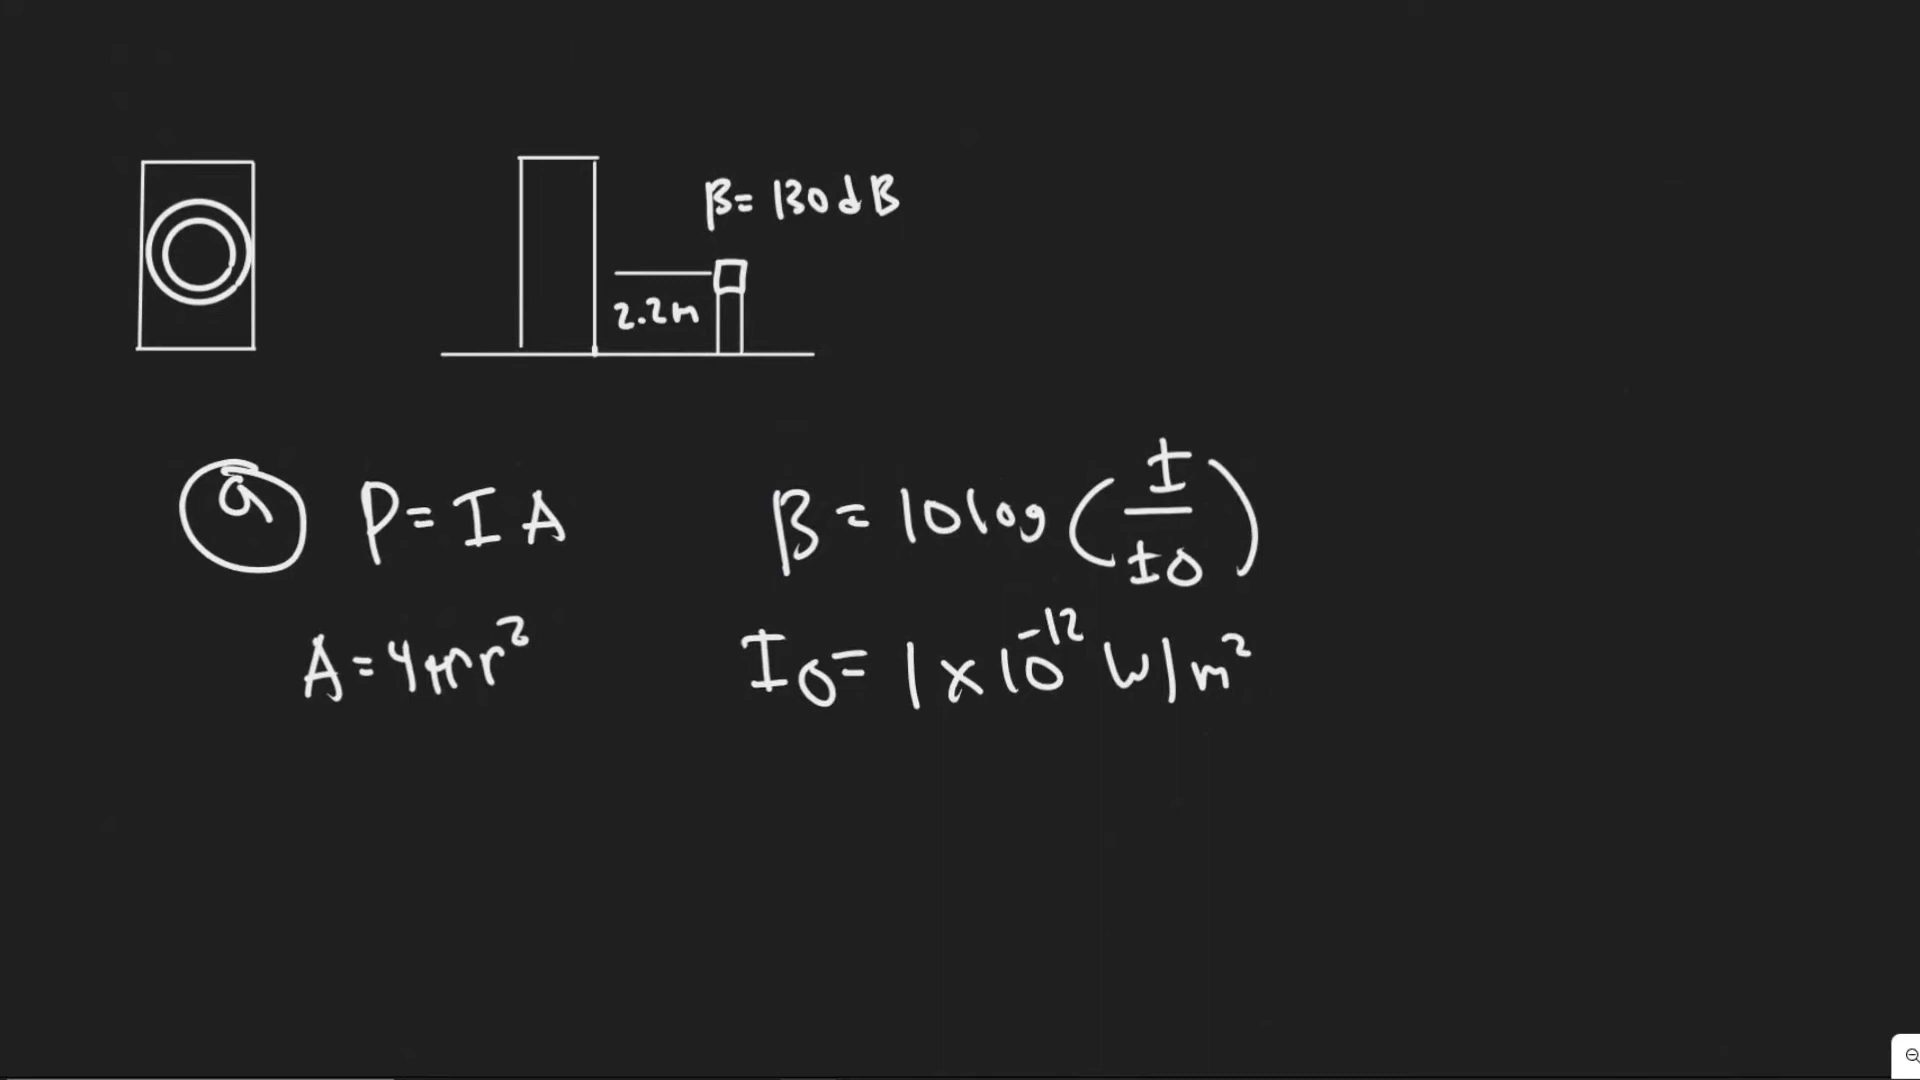 β = 130 dB
2.2m
a P = I A
β = 10 log (I/I0)
A = 4πr²
I0 = 1 x 10⁻¹² W/m²